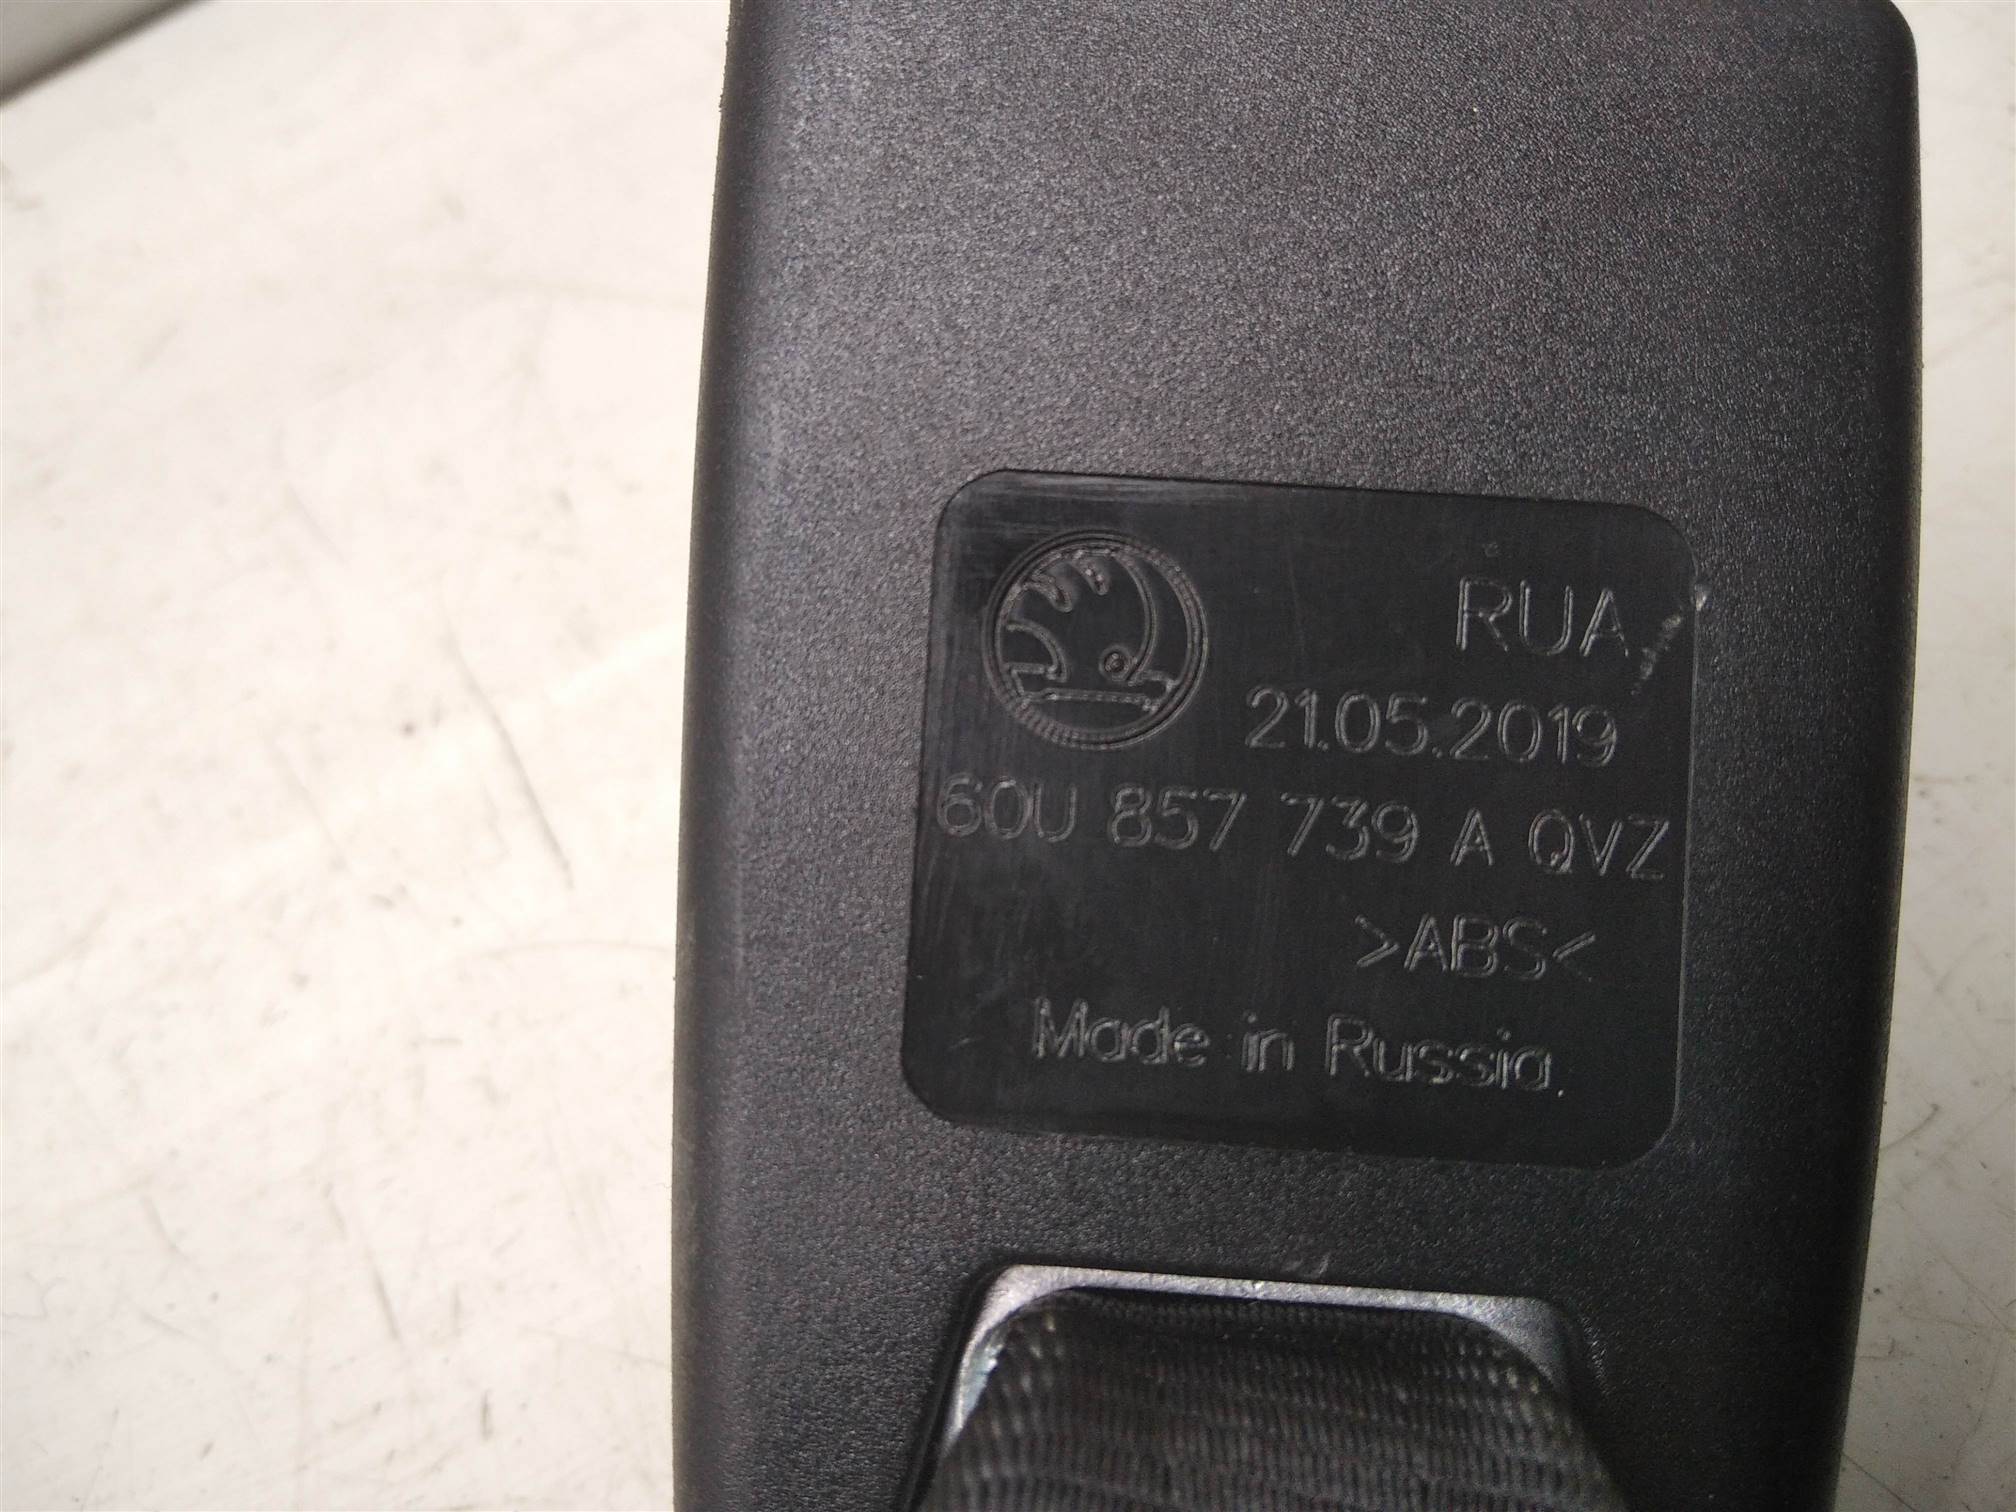 RUA
21.05.2019
60U 857 739 A QVZ
>ABS<
Made in Russia.